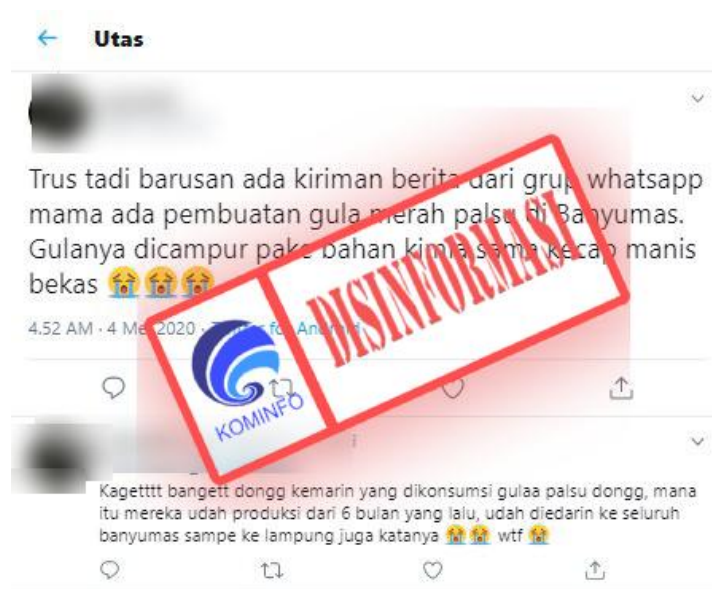 Utas
Trus tadi barusan ada kiriman berita dari grup whatsapp
mama ada pembuatan gula merah palsu di Banyumas.
Gulanya dicampur pake bahan kimia sama kecap manis
bekas 😭😭😭
4.52 AM · 4 Mei 2020 · Twitter for Android
DISINFORMASI
KOMINFO
Kagetttt bangett dongg kemarin yang dikonsumsi gulaa palsu dongg, mana
itu mereka udah produksi dari 6 bulan yang lalu, udah diedarin ke seluruh
banyumas sampe ke lampung juga katanya 😭😭 wtf 😭